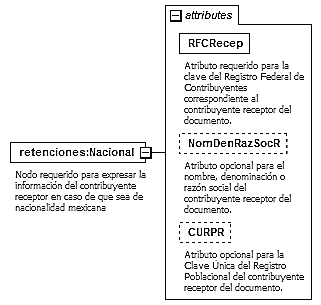 attributes
RFCRecep
Atributo requerido para la
clave del Registro Federal de
Contribuyentes
correspondiente al
contribuyente receptor del
documento.
NomDenRazSocR
Atributo opcional para el
nombre, denominación o
razón social del
contribuyente receptor del
documento.
CURPR
Atributo opcional para la
Clave Única del Registro
Poblacional del contribuyente
receptor del documento.
retenciones:Nacional
Nodo requerido para expresar la
información del contribuyente
receptor en caso de que sea de
nacionalidad mexicana